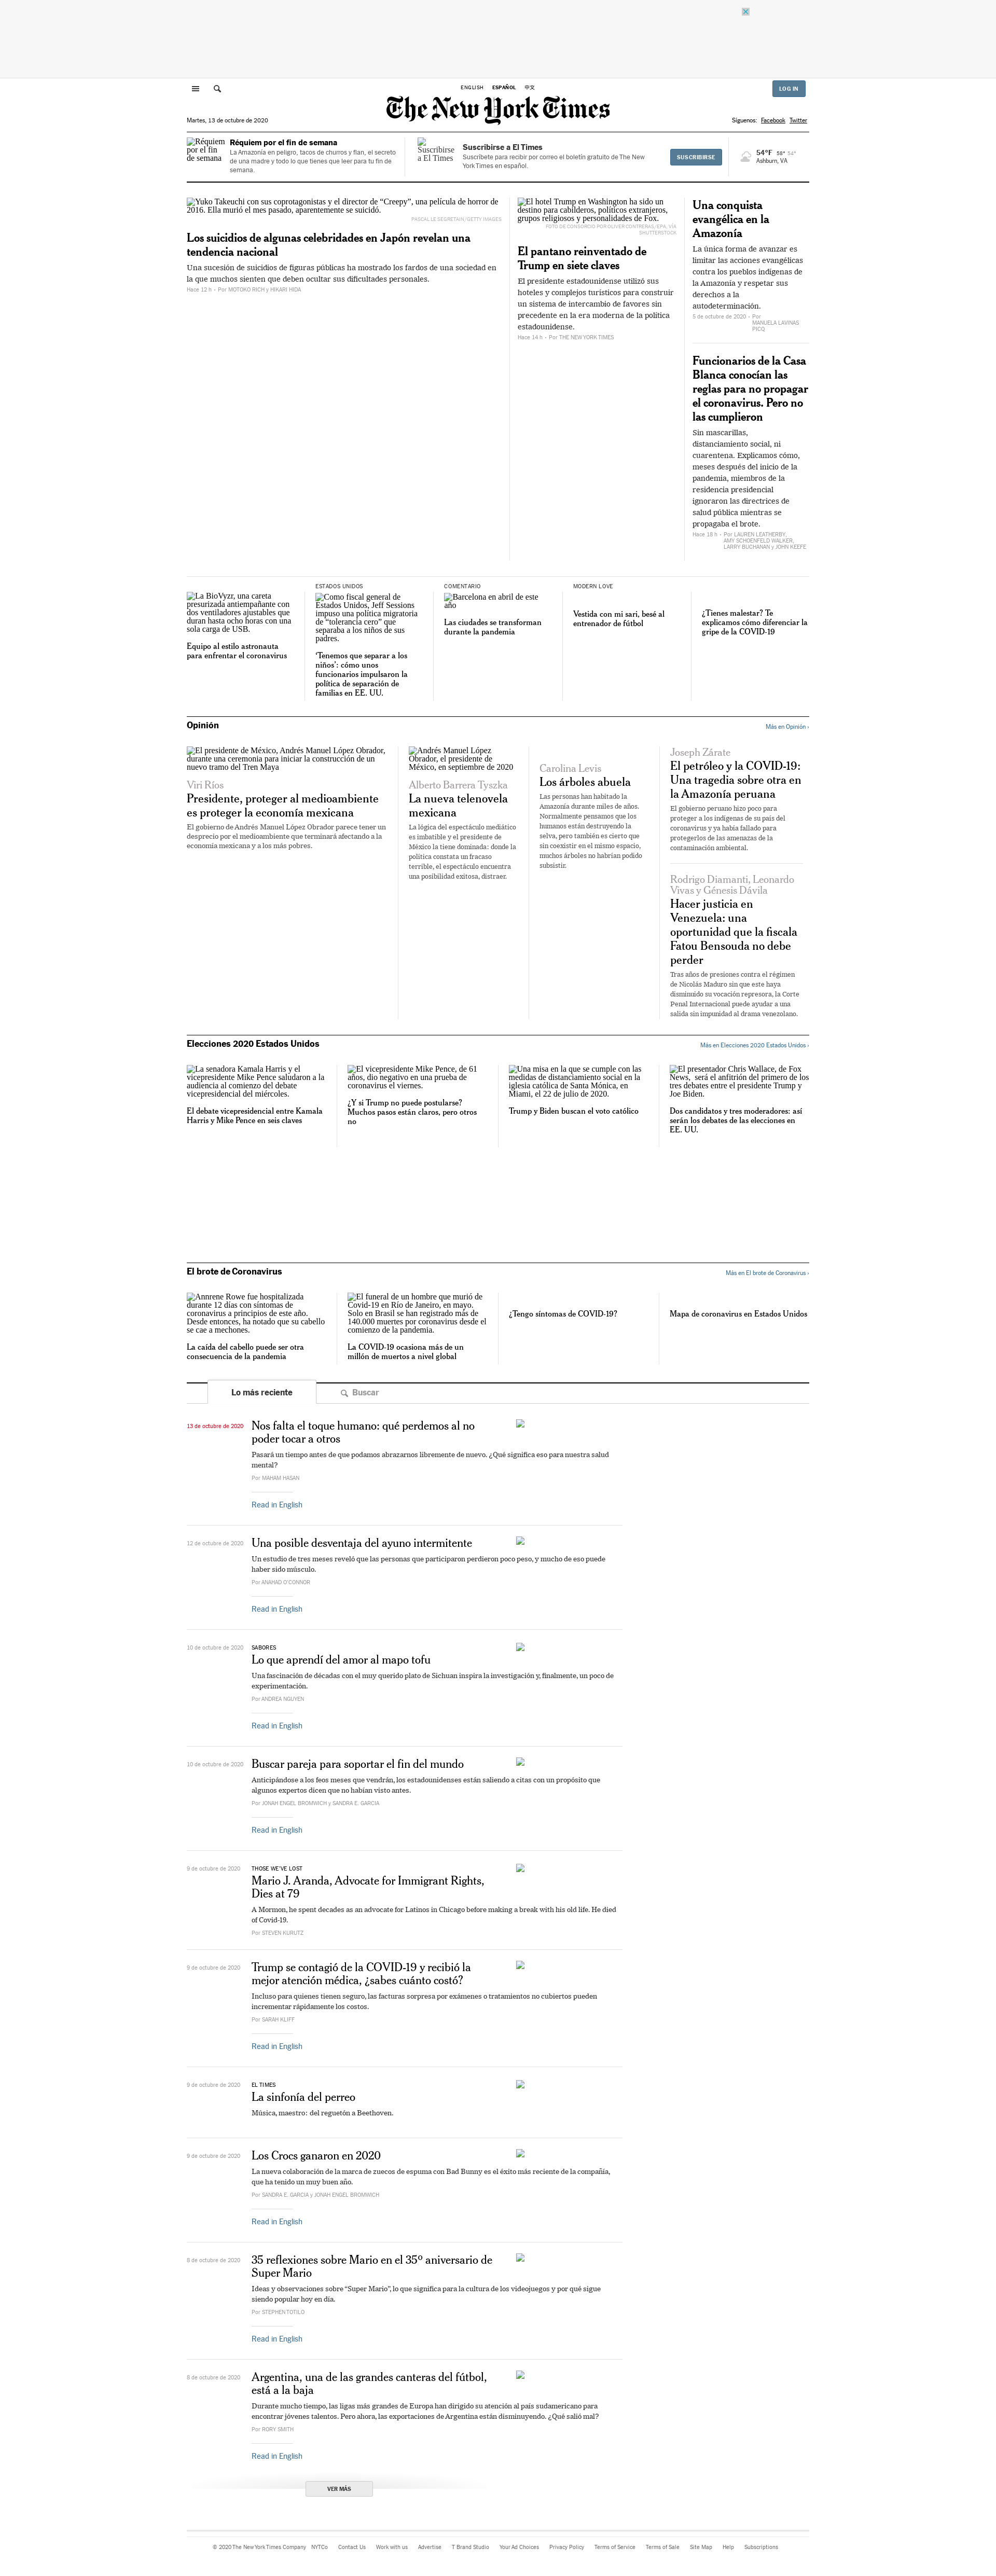 ENGLISH ESPAÑOL 中文
LOG IN
The New York Times
Martes, 13 de octubre de 2020
Síguenos: Facebook Twitter
Réquiem por el fin de semana
Réquiem por el fin de semana
La Amazonía en peligro, tacos de churros y flan, el secreto
de una madre y todo lo que tienes que leer para tu fin de
semana.
Suscribirse a El Times
Suscribirse a El Times
Suscríbete para recibir por correo el boletín gratuito de The New
York Times en español.
SUSCRIBIRSE
54°F 56° 54°
Ashburn, VA
Yuko Takeuchi con sus coprotagonistas y el director de “Creepy”, una película de horror de
2016. Ella murió el mes pasado, aparentemente se suicidó.
PASCAL LE SEGRETAIN/GETTY IMAGES
Los suicidios de algunas celebridades en Japón revelan una
tendencia nacional
Una sucesión de suicidios de figuras públicas ha mostrado los fardos de una sociedad en
la que muchos sienten que deben ocultar sus dificultades personales.
Hace 12 h - Por MOTOKO RICH y HIKARI HIDA
El hotel Trump en Washington ha sido un
destino para cabilderos, políticos extranjeros,
grupos religiosos y personalidades de Fox.
FOTO DE CONSORCIO POR OLIVER CONTRERAS/EPA, VÍA
SHUTTERSTOCK
El pantano reinventado de
Trump en siete claves
El presidente estadounidense utilizó sus
hoteles y complejos turísticos para construir
un sistema de intercambio de favores sin
precedente en la era moderna de la política
estadounidense.
Hace 14 h - Por THE NEW YORK TIMES
Una conquista
evangélica en la
Amazonía
La única forma de avanzar es
limitar las acciones evangélicas
contra los pueblos indígenas de
la Amazonía y respetar sus
derechos a la
autodeterminación.
5 de octubre de 2020 - Por
MANUELA LAVINAS
PICQ
Funcionarios de la Casa
Blanca conocían las
reglas para no propagar
el coronavirus. Pero no
las cumplieron
Sin mascarillas,
distanciamiento social, ni
cuarentena. Explicamos cómo,
meses después del inicio de la
pandemia, miembros de la
residencia presidencial
ignoraron las directrices de
salud pública mientras se
propagaba el brote.
Hace 18 h - Por LAUREN LEATHERBY,
AMY SCHOENFELD WALKER,
LARRY BUCHANAN y JOHN KEEFE
La BioVyzr, una careta
presurizada antiempañante con
dos ventiladores ajustables que
duran hasta ocho horas con una
sola carga de USB.
Equipo al estilo astronauta
para enfrentar el coronavirus
ESTADOS UNIDOS
Como fiscal general de
Estados Unidos, Jeff Sessions
impuso una política migratoria
de “tolerancia cero” que
separaba a los niños de sus
padres.
‘Tenemos que separar a los
niños’: cómo unos
funcionarios impulsaron la
política de separación de
familias en EE. UU.
COMENTARIO
Barcelona en abril de este
año
Las ciudades se transforman
durante la pandemia
MODERN LOVE
Vestida con mi sari, besé al
entrenador de fútbol
¿Tienes malestar? Te
explicamos cómo diferenciar la
gripe de la COVID-19
Opinión
Más en Opinión ›
El presidente de México, Andrés Manuel López Obrador,
durante una ceremonia para iniciar la construcción de un
nuevo tramo del Tren Maya
Viri Ríos
Presidente, proteger al medioambiente
es proteger la economía mexicana
El gobierno de Andrés Manuel López Obrador parece tener un
desprecio por el medioambiente que terminará afectando a la
economía mexicana y a los más pobres.
Andrés Manuel López
Obrador, el presidente de
México, en septiembre de 2020
Alberto Barrera Tyszka
La nueva telenovela
mexicana
La lógica del espectáculo mediático
es imbatible y el presidente de
México la tiene dominada: donde la
política constata un fracaso
terrible, el espectáculo encuentra
una posibilidad exitosa, distraer.
Carolina Levis
Los árboles abuela
Las personas han habitado la
Amazonía durante miles de años.
Normalmente pensamos que los
humanos están destruyendo la
selva, pero también es cierto que
sin coexistir en el mismo espacio,
muchos árboles no habrían podido
subsistir.
Joseph Zárate
El petróleo y la COVID-19:
Una tragedia sobre otra en
la Amazonía peruana
El gobierno peruano hizo poco para
proteger a los indígenas de su país del
coronavirus y ya había fallado para
protegerlos de las amenazas de la
contaminación ambiental.
Rodrigo Diamanti, Leonardo
Vivas y Génesis Dávila
Hacer justicia en
Venezuela: una
oportunidad que la fiscala
Fatou Bensouda no debe
perder
Tras años de presiones contra el régimen
de Nicolás Maduro sin que este haya
disminuido su vocación represora, la Corte
Penal Internacional puede ayudar a una
salida sin impunidad al drama venezolano.
Elecciones 2020 Estados Unidos
Más en Elecciones 2020 Estados Unidos ›
La senadora Kamala Harris y el
vicepresidente Mike Pence saludaron a la
audiencia al comienzo del debate
vicepresidencial del miércoles.
El debate vicepresidencial entre Kamala
Harris y Mike Pence en seis claves
El vicepresidente Mike Pence, de 61
años, dio negativo en una prueba de
coronavirus el viernes.
¿Y si Trump no puede postularse?
Muchos pasos están claros, pero otros
no
Una misa en la que se cumple con las
medidas de distanciamiento social en la
iglesia católica de Santa Mónica, en
Miami, el 22 de julio de 2020.
Trump y Biden buscan el voto católico
El presentador Chris Wallace, de Fox
News, será el anfitrión del primero de los
tres debates entre el presidente Trump y
Joe Biden.
Dos candidatos y tres moderadores: así
serán los debates de las elecciones en
EE. UU.
El brote de Coronavirus
Más en El brote de Coronavirus ›
Annrene Rowe fue hospitalizada
durante 12 días con síntomas de
coronavirus a principios de este año.
Desde entonces, ha notado que su cabello
se cae a mechones.
La caída del cabello puede ser otra
consecuencia de la pandemia
El funeral de un hombre que murió de
Covid-19 en Río de Janeiro, en mayo.
Solo en Brasil se han registrado más de
140.000 muertes por coronavirus desde el
comienzo de la pandemia.
La COVID-19 ocasiona más de un
millón de muertos a nivel global
¿Tengo síntomas de COVID-19?
Mapa de coronavirus en Estados Unidos
Lo más reciente
Buscar
13 de octubre de 2020
Nos falta el toque humano: qué perdemos al no
poder tocar a otros
Pasará un tiempo antes de que podamos abrazarnos libremente de nuevo. ¿Qué significa eso para nuestra salud
mental?
Por MAHAM HASAN
Read in English
12 de octubre de 2020
Una posible desventaja del ayuno intermitente
Un estudio de tres meses reveló que las personas que participaron perdieron poco peso, y mucho de eso puede
haber sido músculo.
Por ANAHAD O'CONNOR
Read in English
10 de octubre de 2020
SABORES
Lo que aprendí del amor al mapo tofu
Una fascinación de décadas con el muy querido plato de Sichuan inspira la investigación y, finalmente, un poco de
experimentación.
Por ANDREA NGUYEN
Read in English
10 de octubre de 2020
Buscar pareja para soportar el fin del mundo
Anticipándose a los feos meses que vendrán, los estadounidenses están saliendo a citas con un propósito que
algunos expertos dicen que no habían visto antes.
Por JONAH ENGEL BROMWICH y SANDRA E. GARCIA
Read in English
9 de octubre de 2020
THOSE WE'VE LOST
Mario J. Aranda, Advocate for Immigrant Rights,
Dies at 79
A Mormon, he spent decades as an advocate for Latinos in Chicago before making a break with his old life. He died
of Covid-19.
Por STEVEN KURUTZ
9 de octubre de 2020
Trump se contagió de la COVID-19 y recibió la
mejor atención médica, ¿sabes cuánto costó?
Incluso para quienes tienen seguro, las facturas sorpresa por exámenes o tratamientos no cubiertos pueden
incrementar rápidamente los costos.
Por SARAH KLIFF
Read in English
9 de octubre de 2020
EL TIMES
La sinfonía del perreo
Música, maestro: del reguetón a Beethoven.
9 de octubre de 2020
Los Crocs ganaron en 2020
La nueva colaboración de la marca de zuecos de espuma con Bad Bunny es el éxito más reciente de la compañía,
que ha tenido un muy buen año.
Por SANDRA E. GARCIA y JONAH ENGEL BROMWICH
Read in English
8 de octubre de 2020
35 reflexiones sobre Mario en el 35º aniversario de
Super Mario
Ideas y observaciones sobre “Super Mario”, lo que significa para la cultura de los videojuegos y por qué sigue
siendo popular hoy en día.
Por STEPHEN TOTILO
Read in English
8 de octubre de 2020
Argentina, una de las grandes canteras del fútbol,
está a la baja
Durante mucho tiempo, las ligas más grandes de Europa han dirigido su atención al país sudamericano para
encontrar jóvenes talentos. Pero ahora, las exportaciones de Argentina están disminuyendo. ¿Qué salió mal?
Por RORY SMITH
Read in English
VER MÁS
© 2020 The New York Times Company NYTCo Contact Us Work with us Advertise T Brand Studio Your Ad Choices Privacy Policy Terms of Service Terms of Sale Site Map Help Subscriptions